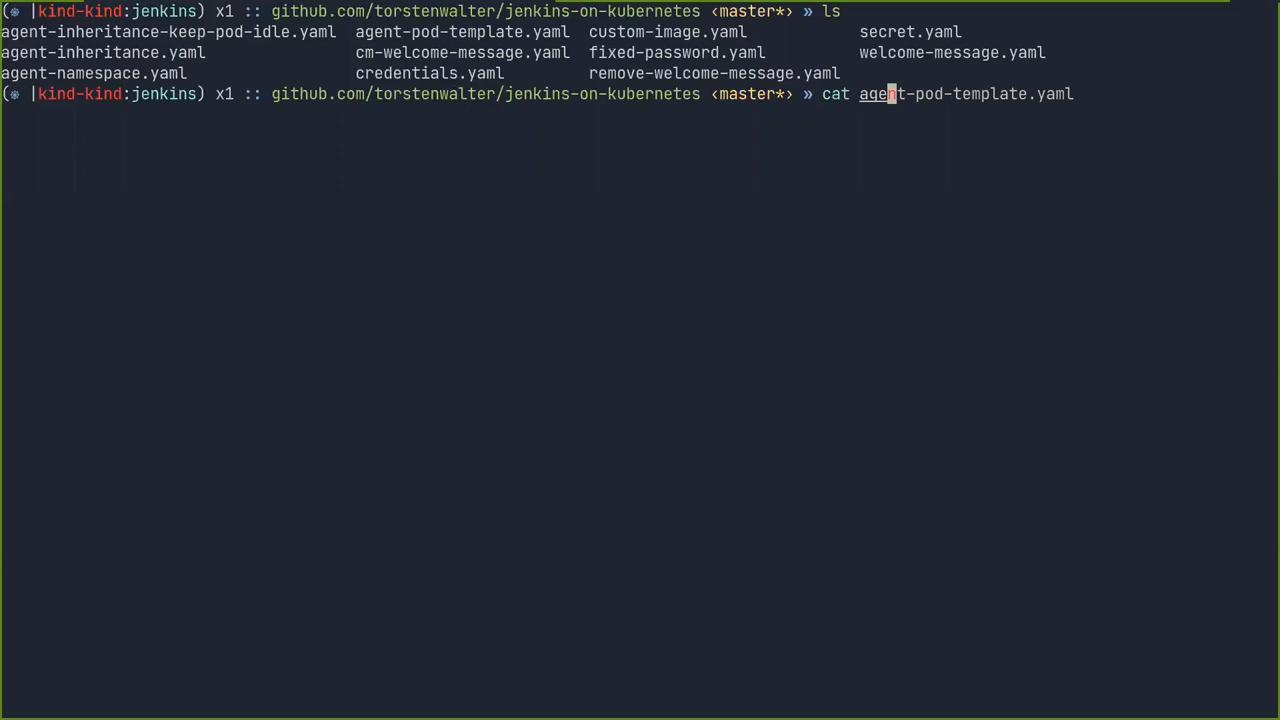 (⎈ |kind-kind:jenkins) x1 :: github.com/torstenwalter/jenkins-on-kubernetes ‹master*› » ls
agent-inheritance-keep-pod-idle.yaml  agent-pod-template.yaml  custom-image.yaml  secret.yaml
agent-inheritance.yaml  cm-welcome-message.yaml  fixed-password.yaml  welcome-message.yaml
agent-namespace.yaml  credentials.yaml  remove-welcome-message.yaml
(⎈ |kind-kind:jenkins) x1 :: github.com/torstenwalter/jenkins-on-kubernetes ‹master*› » cat agent-pod-template.yaml